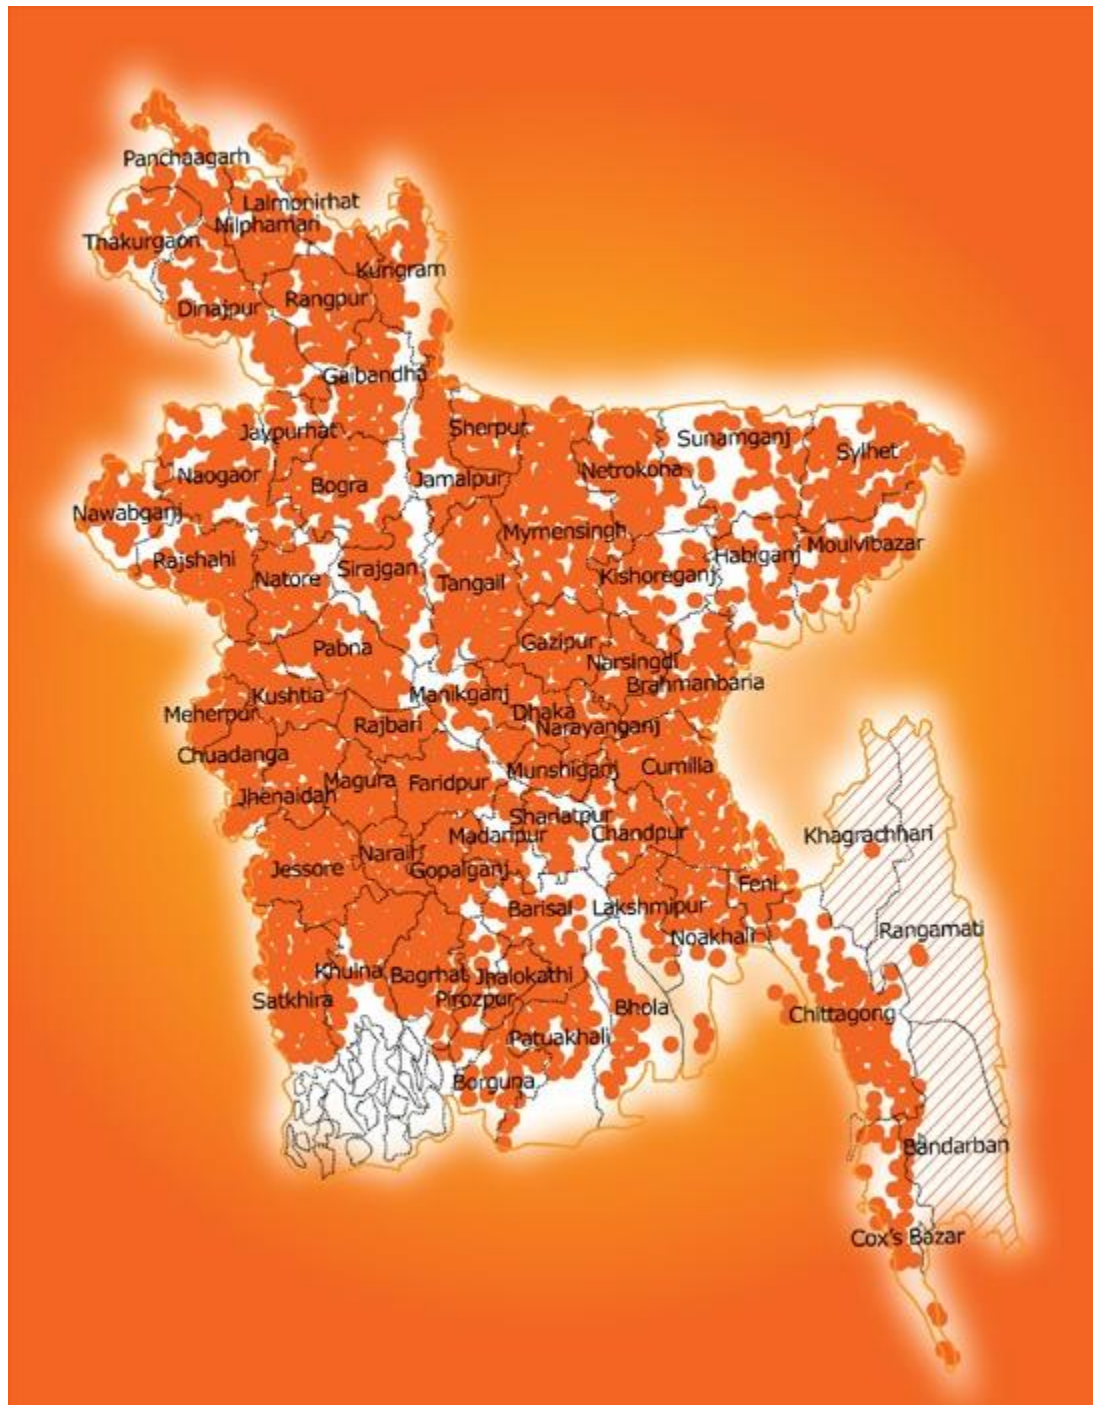 Panchaagarh
Lalmonirhat
Nilphamari
Thakurgaon
Kurigram
Dinajpur
Rangpur
Gaibandha
Jaypurhat
Sherpur
Sunamganj
Sylhet
Naogaor
Bogra
Jamalpur
Netrokona
Nawabganj
Mymensingh
Rajshahi
Natore
Sirajgan
Tangail
Kishoreganj
Habiganj
Moulvibazar
Pabna
Gazipur
Narsingdi
Kushtia
Manikganj
Brahmanbaria
Meherpur
Rajbari
Dhaka
Narayanganj
Chuadanga
Magura
Faridpur
Munshiganj
Cumilla
Jhenaidah
Shariatpur
Madaripur
Chandpur
Khagrachhari
Jessore
Narail
Gopalganj
Feni
Barisal
Lakshmipur
Noakhali
Rangamati
Khulna
Bagrhat
Jhalokathi
Satkhira
Pirozpur
Bhola
Chittagong
Patuakhali
Borguna
Bandarban
Cox's Bazar